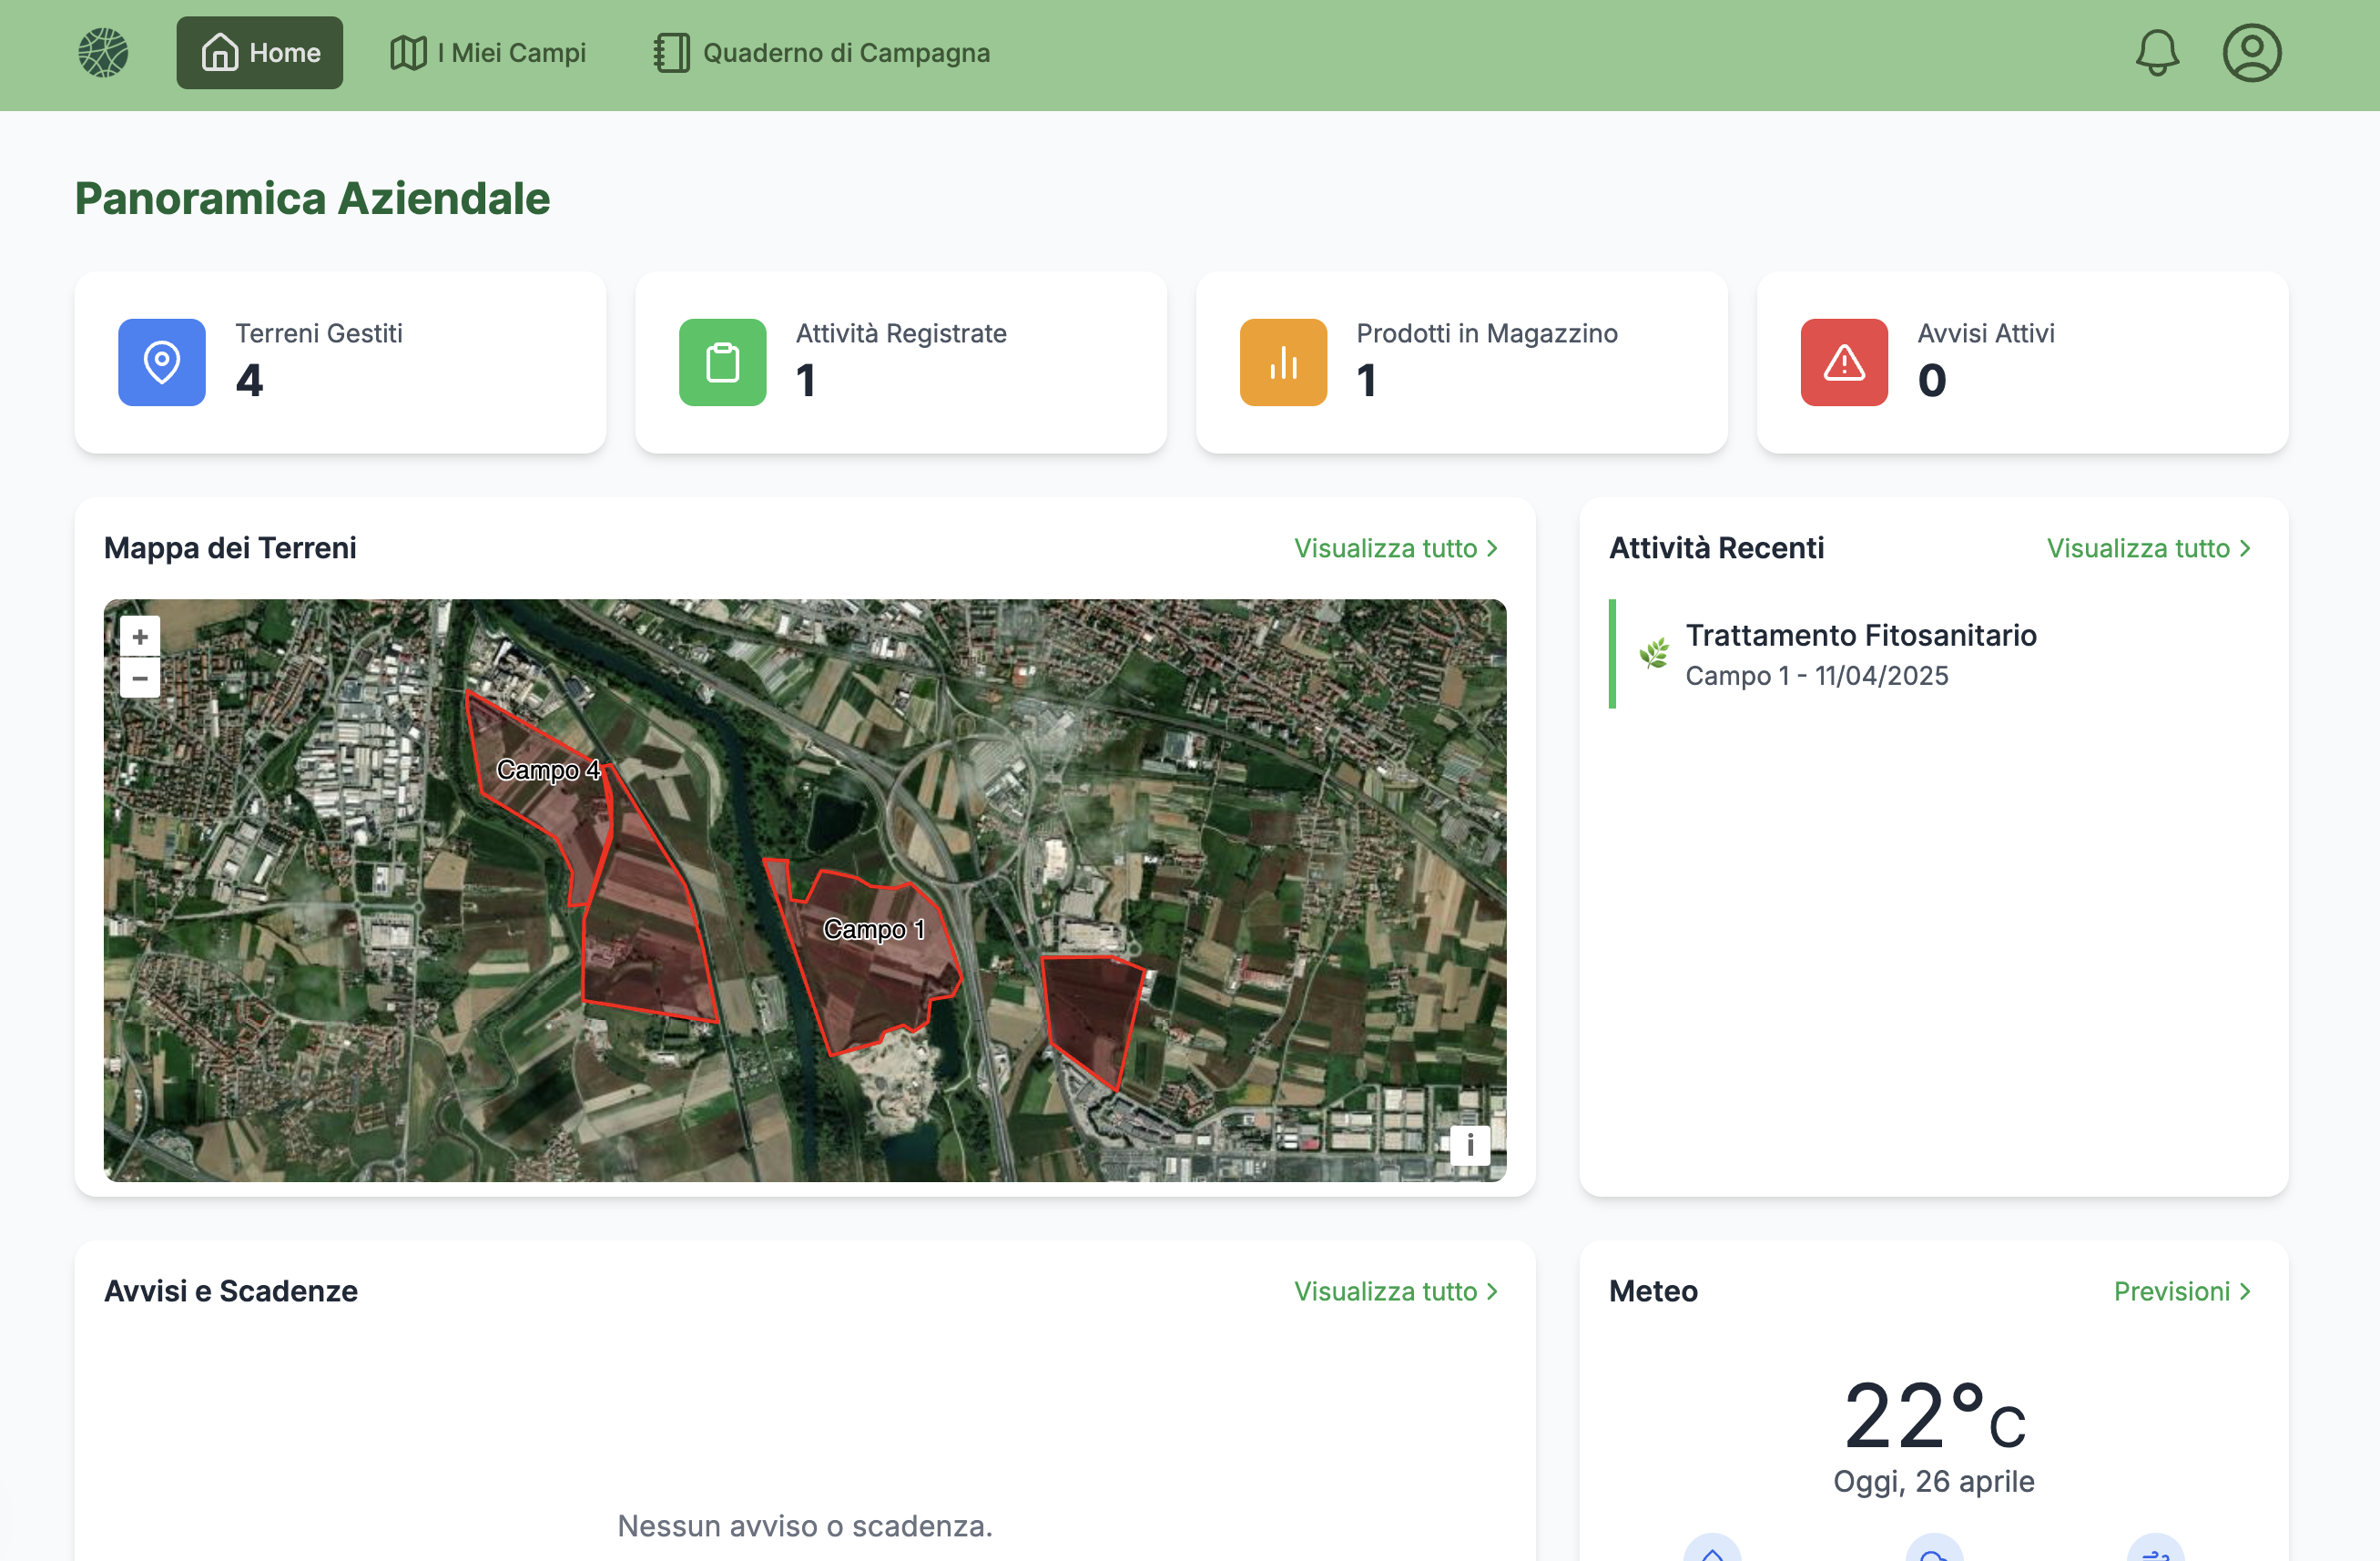 Home
I Miei Campi
Quaderno di Campagna
Panoramica Aziendale
Terreni Gestiti
4
Attività Registrate
1
Prodotti in Magazzino
1
Avvisi Attivi
0
Mappa dei Terreni
Visualizza tutto >
+
−
Campo 4
Campo 1
i
Attività Recenti
Visualizza tutto >
Trattamento Fitosanitario
Campo 1 - 11/04/2025
Avvisi e Scadenze
Visualizza tutto >
Nessun avviso o scadenza.
Meteo
Previsioni >
22°C
Oggi, 26 aprile